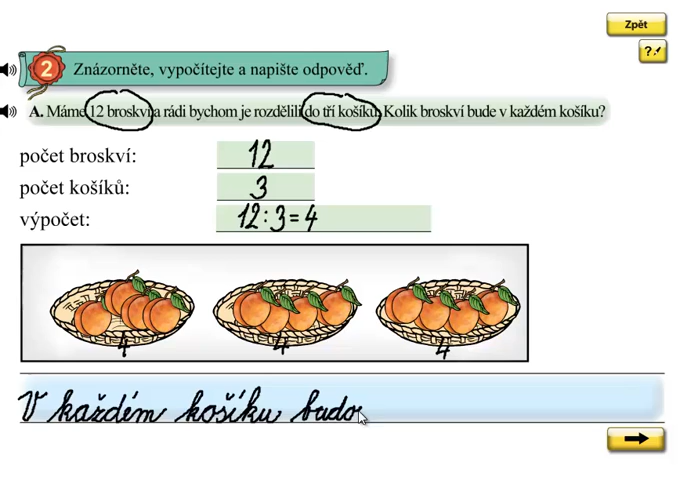 Zpět
?
2 Znázorněte, vypočítejte a napište odpověď.
A. Máme 12 broskví a rádi bychom je rozdělili do tří košíků. Kolik broskví bude v každém košíku?
počet broskví: 12
počet košíků: 3
výpočet: 12:3=4
4 4 4
V každém košíku budo